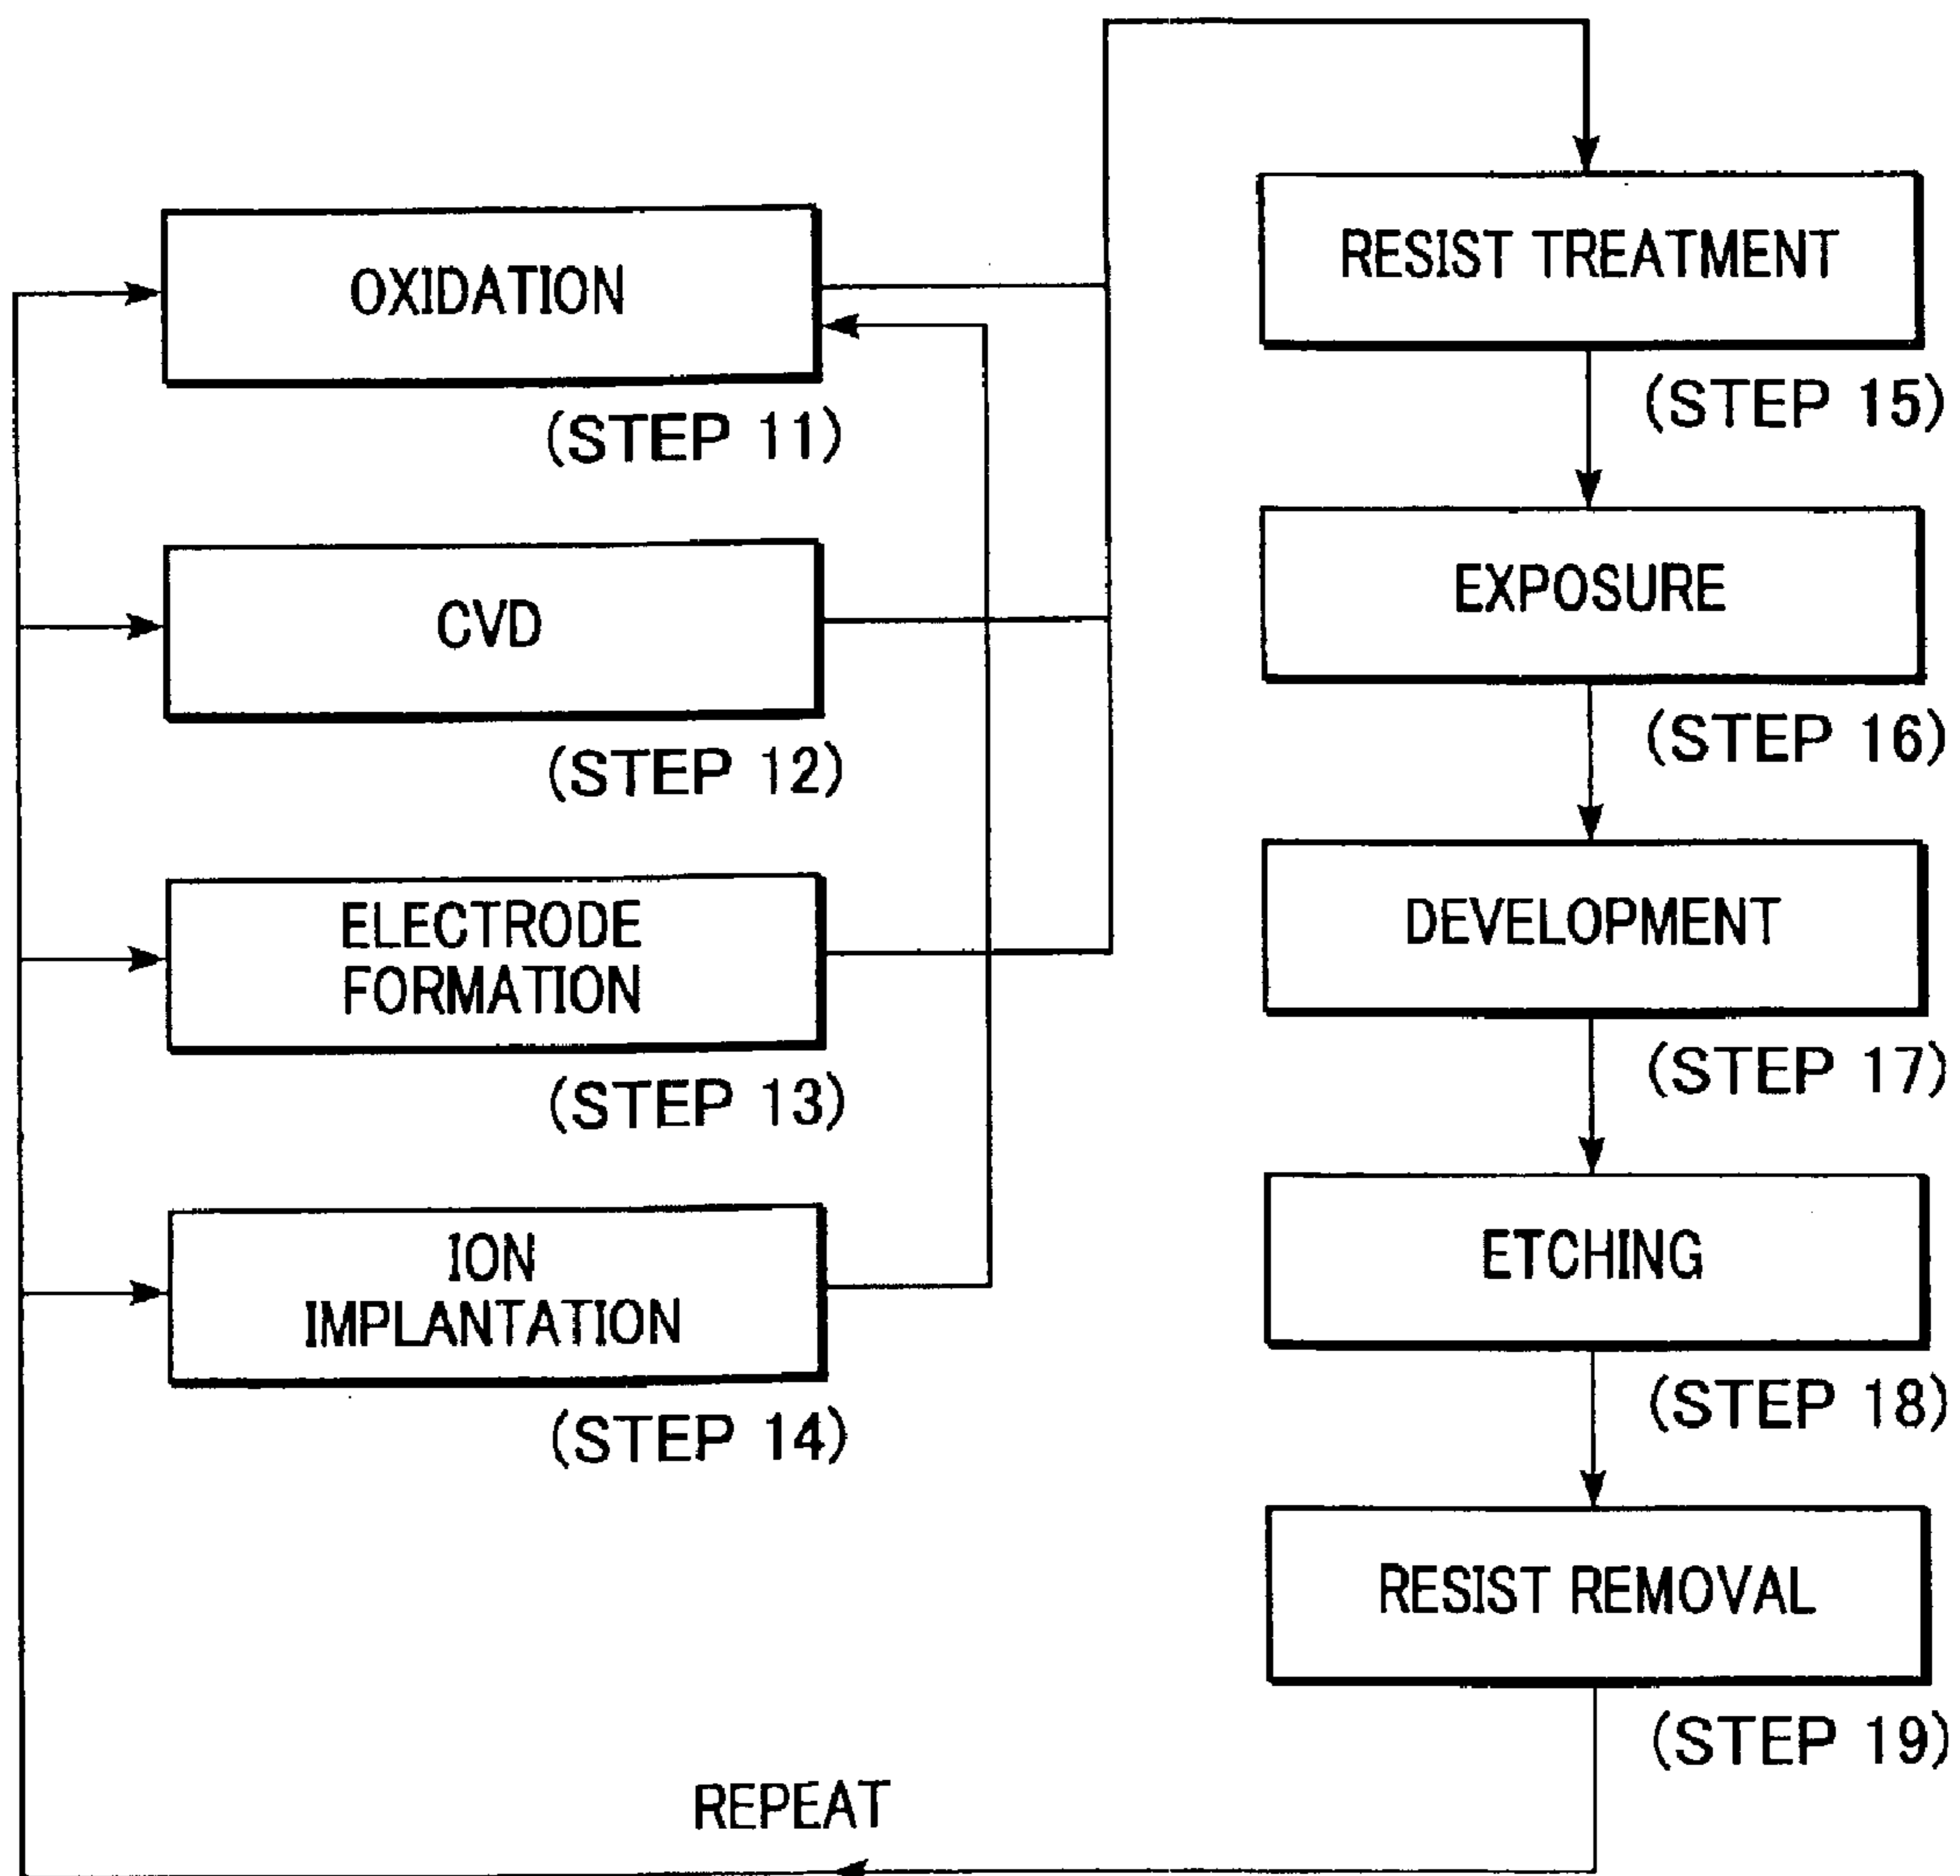 OXIDATION
(STEP 11)
CVD
(STEP 12)
ELECTRODE
FORMATION
(STEP 13)
ION
IMPLANTATION
(STEP 14)
RESIST TREATMENT
(STEP 15)
EXPOSURE
(STEP 16)
DEVELOPMENT
(STEP 17)
ETCHING
(STEP 18)
RESIST REMOVAL
(STEP 19)
REPEAT